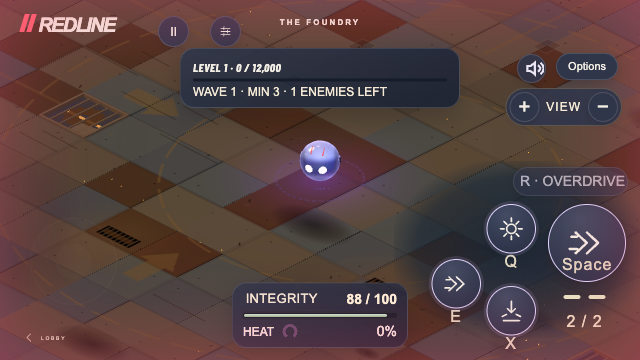 REDLINE
THE FOUNDRY
LEVEL 1 · 0 / 12,000
WAVE 1 · MIN 3 · 1 ENEMIES LEFT
Options
+ VIEW −
R · OVERDRIVE
Q
Space
E
X
2 / 2
INTEGRITY 88 / 100
HEAT 0%
LOBBY